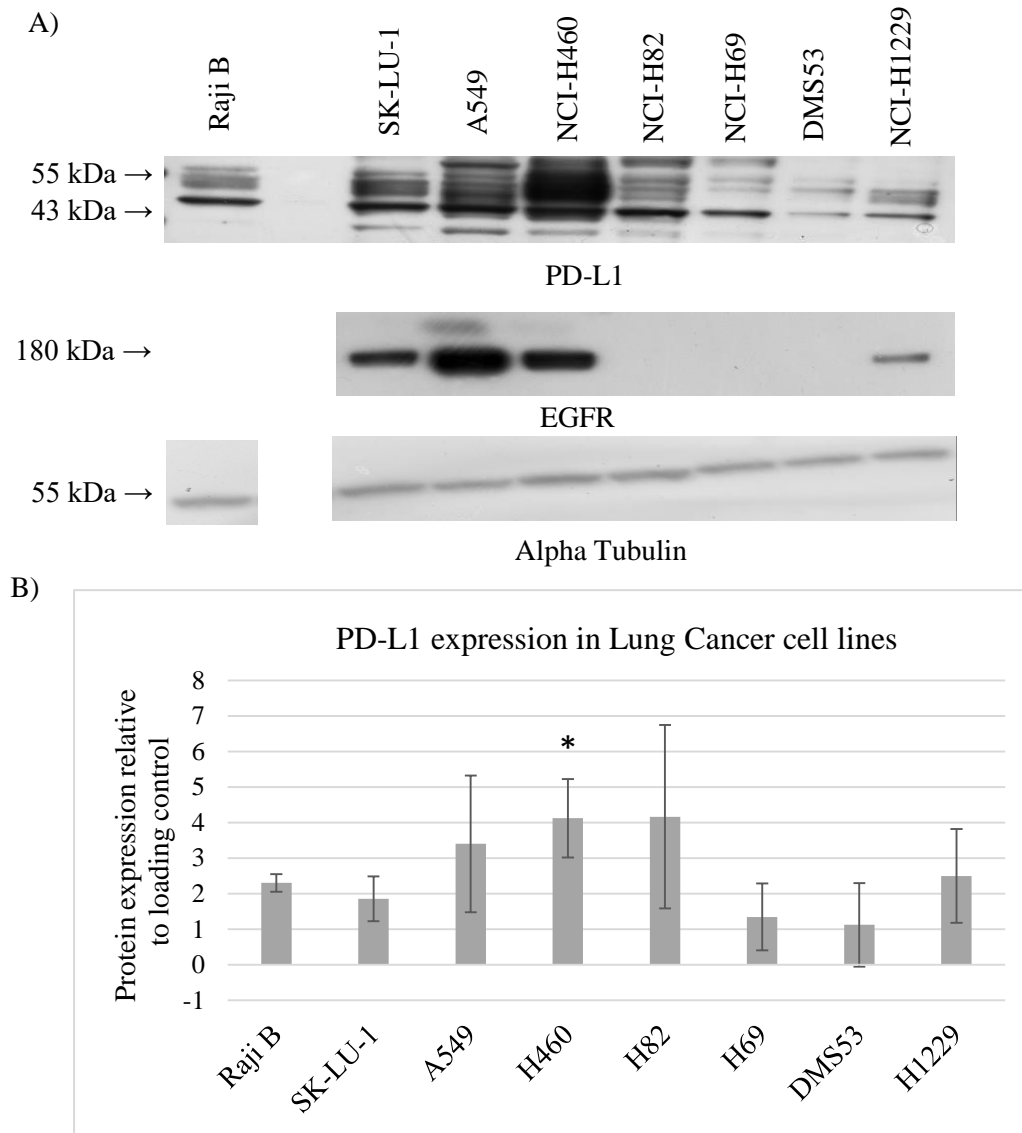 A)
Raji B
SK-LU-1
A549
NCI-H460
NCI-H82
NCI-H69
DMS53
NCI-H1229
55 kDa →
43 kDa →
PD-L1
180 kDa →
EGFR
55 kDa →
Alpha Tubulin
B)
PD-L1 expression in Lung Cancer cell lines
Protein expression relative
to loading control
8
7
6
5
4
3
2
1
0
-1
*
Raji B
SK-LU-1
A549
H460
H82
H69
DMS53
H1229